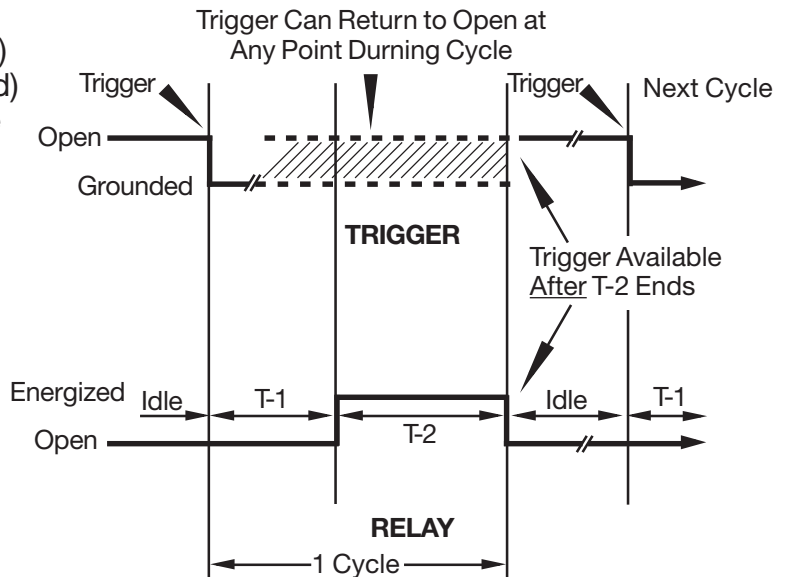 Trigger Can Return to Open at
Any Point Durning Cycle
)
d)
Trigger
Trigger
Next Cycle
Open
Grounded
TRIGGER
Trigger Available
After T-2 Ends
Energized
Idle
T-1
T-2
Idle
T-1
Open
RELAY
1 Cycle